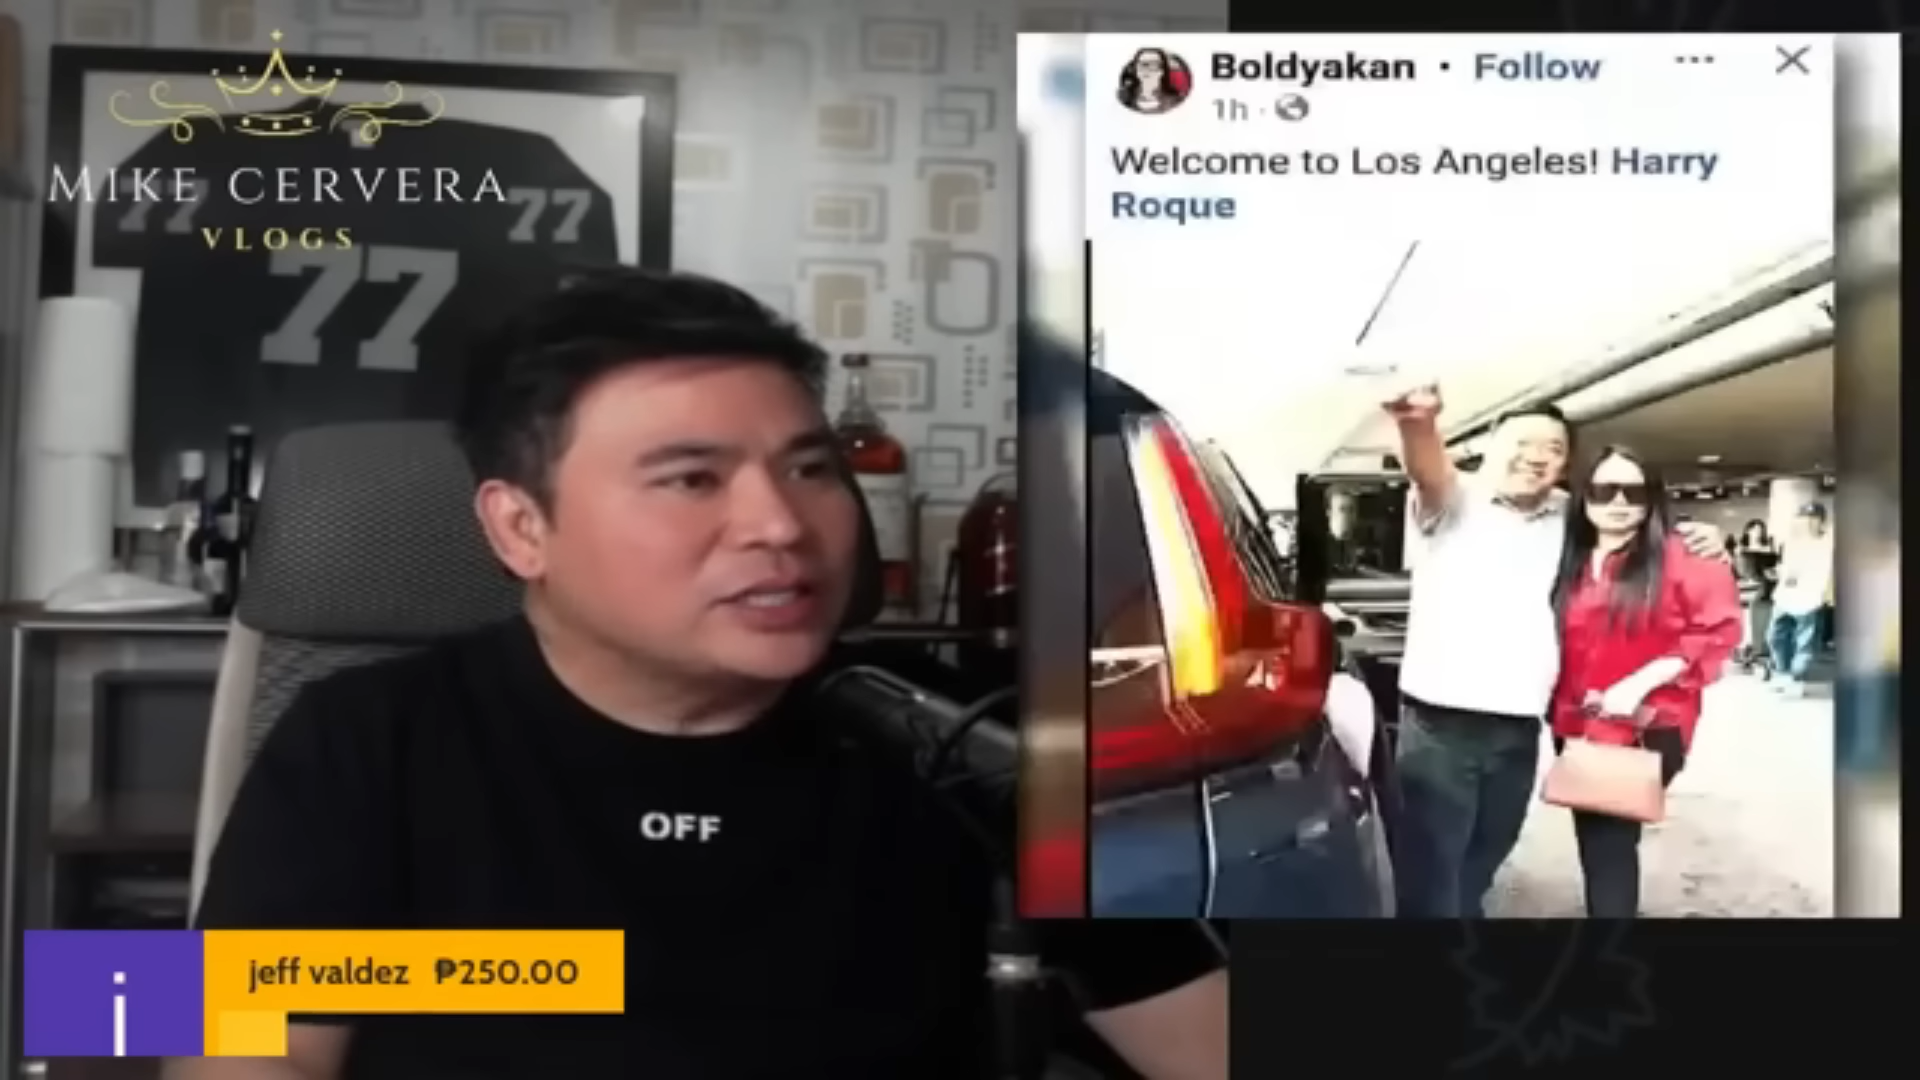 MIKE CERVERA
VLOGS
77
77
77
OFF
jeff valdez ₱250.00
j
Boldyakan · Follow
1h ·
Welcome to Los Angeles! Harry
Roque